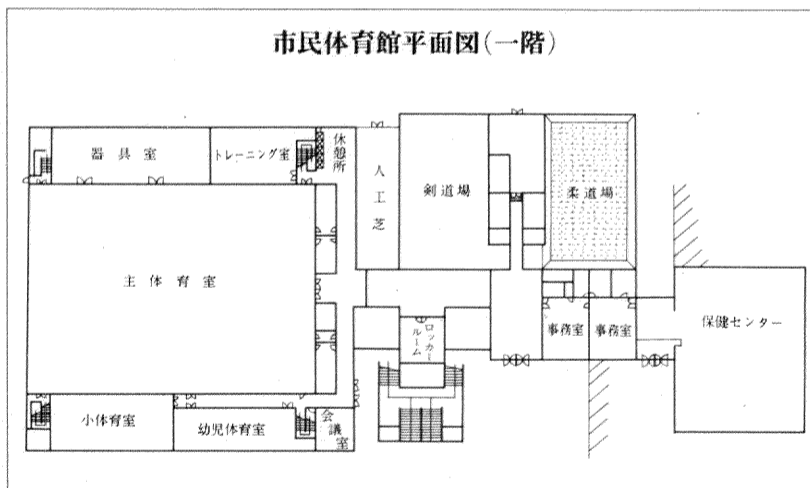 市民体育館平面図(一階)
器具室
トレーニング室
休憩所
人工芝
剣道場
柔道場
主体育室
ロッカー
ルーム
事務室
事務室
保健センター
小体育室
幼児体育室
会議室